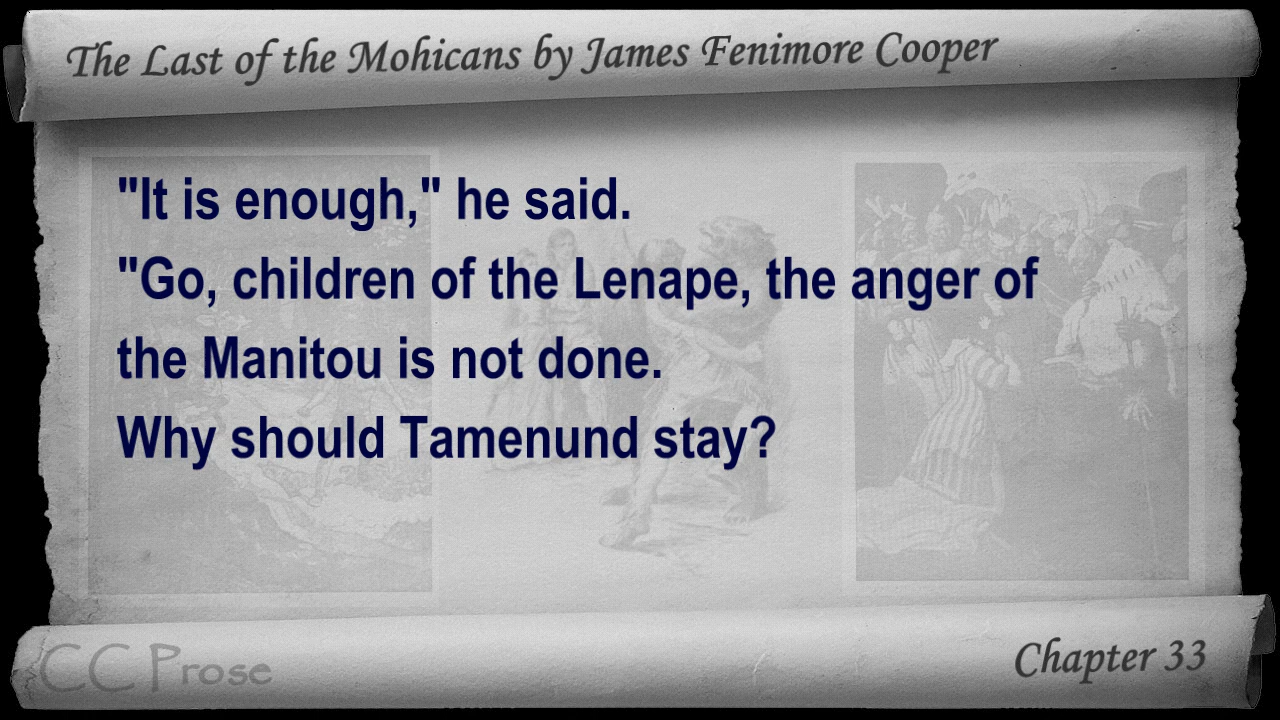 The Last of the Mohicans by James Fenimore Cooper
"It is enough," he said.
"Go, children of the Lenape, the anger of
the Manitou is not done.
Why should Tamenund stay?
CC Prose
Chapter 33